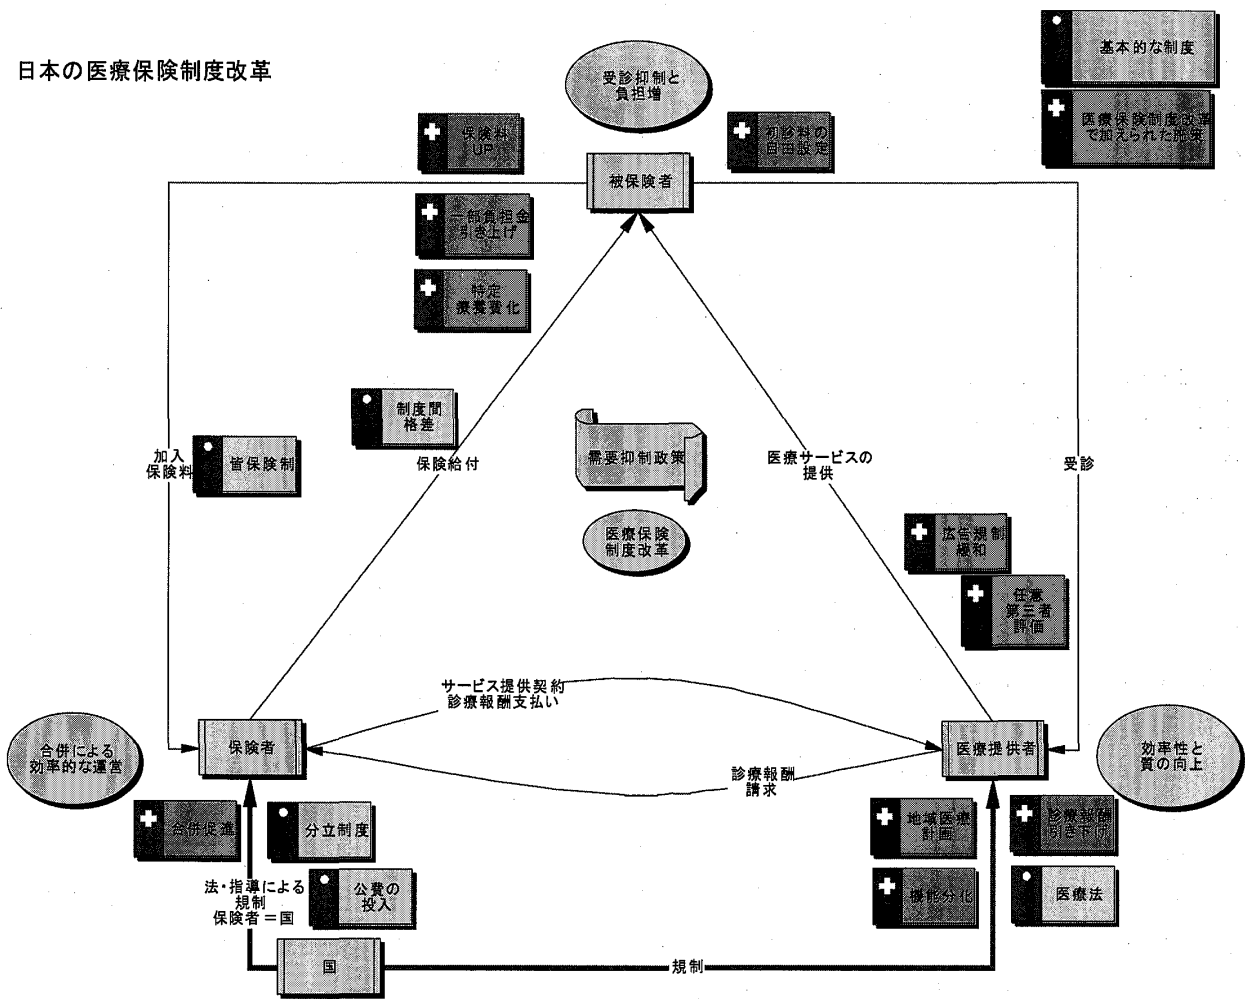 日本の医療保険制度改革
受診抑制と
負担増
基本的な制度
医療保険制度改革
で加えられた
保険料
UP
初診料の
自由設定
被保険者
一部負担金
引き上げ
特定
療養費化
制度間
格差
加入
保険料
皆保険制
保険給付
需要抑制政策
医療サービスの
提供
受診
医療保険
制度改革
広告規制
緩和
任意
第三者
評価
サービス提供契約
診療報酬支払い
合併による
効率的な運営
保険者
医療提供者
効率性と
質の向上
診療報酬
請求
合併促進
分立制度
地域医療
計画
診療報酬
引き下げ
法・指導による
規制
保険者=国
公費の
投入
機能分化
医療法
国
規制